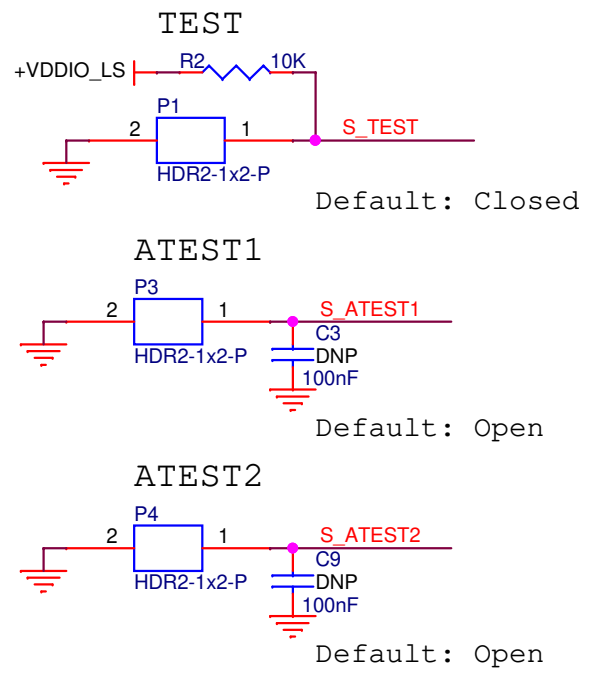 TEST
R2 10K
+VDDIO_LS
P1
2 1 S_TEST
HDR2-1x2-P
Default: Closed
ATEST1
P3
2 1 S_ATEST1
C3
HDR2-1x2-P DNP
100nF
Default: Open
ATEST2
P4
2 1 S_ATEST2
C9
HDR2-1x2-P DNP
100nF
Default: Open